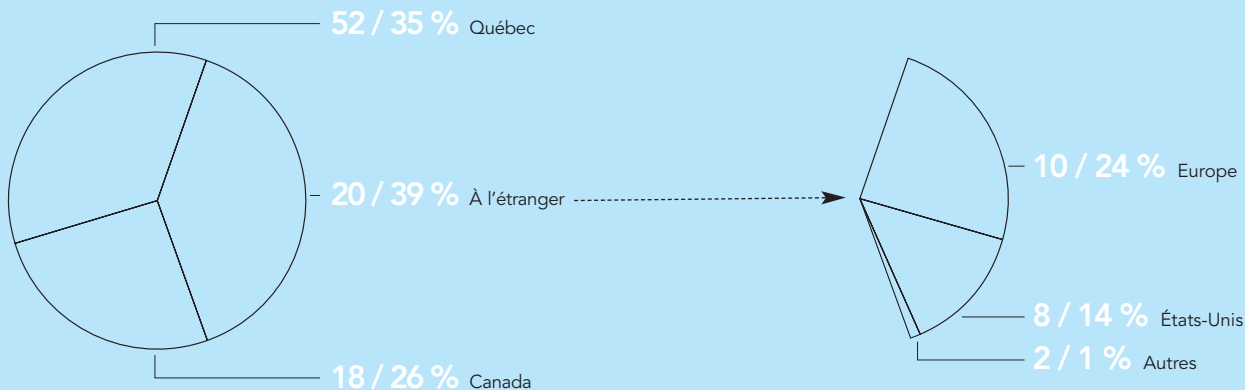 52 / 35 % Québec
20 / 39 % À l'étranger
18 / 26 % Canada
10 / 24 % Europe
8 / 14 % États-Unis
2 / 1 % Autres